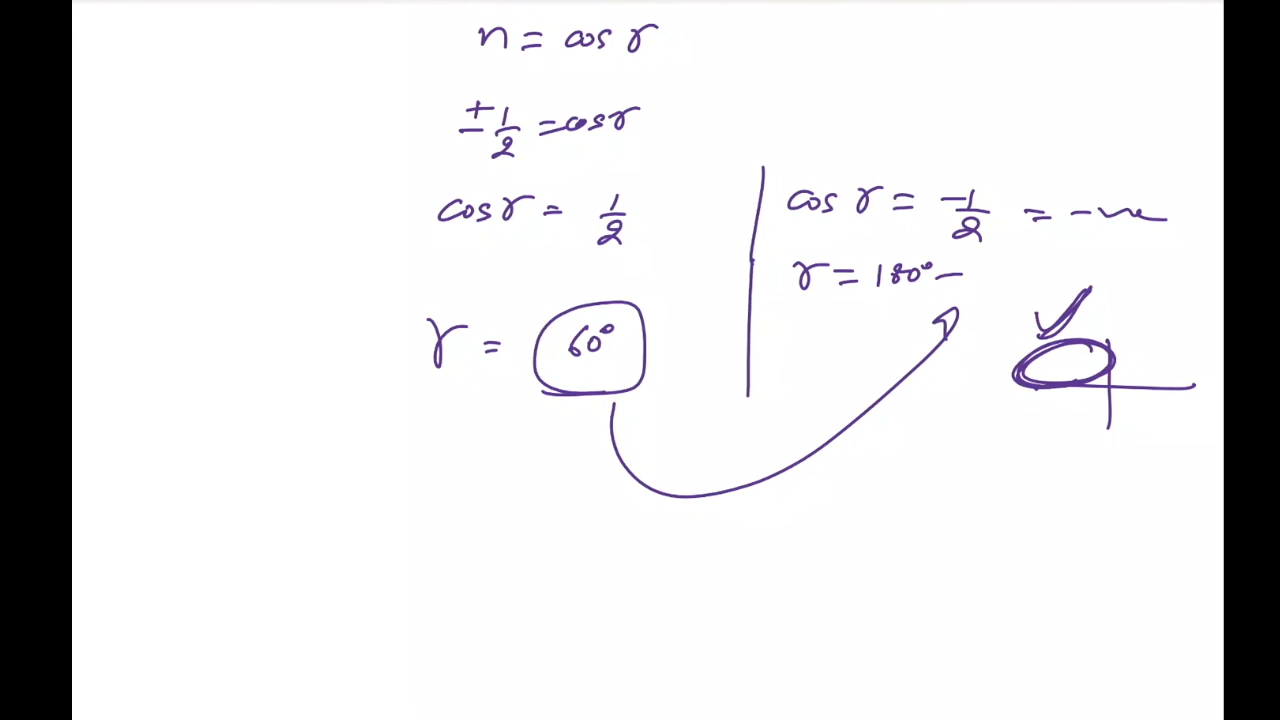 n = cos γ
± 1/2 = cos γ
cos γ = 1/2
γ = 60°
cos γ = -1/2 = -ve
γ = 180° -